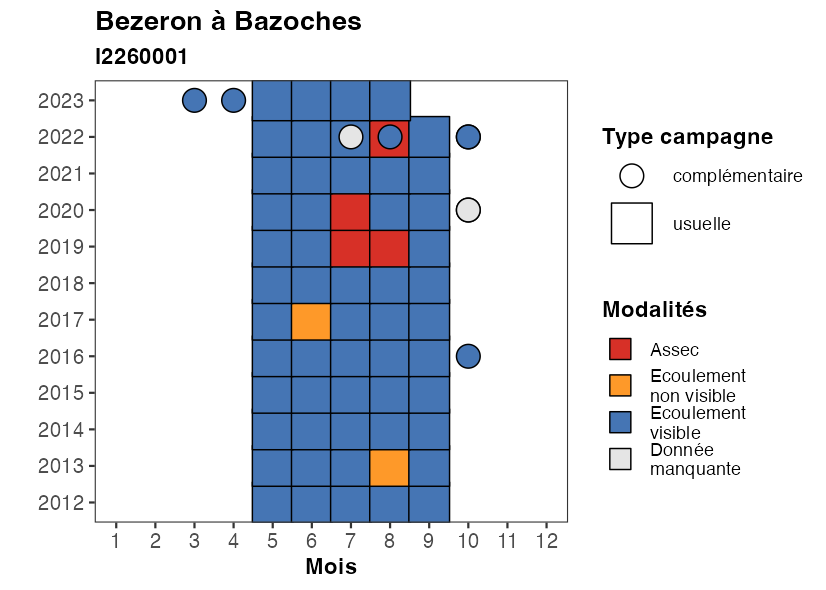 Bezeron à Bazoches
I2260001
2023
2022
2021
2020
2019
2018
2017
2016
2015
2014
2013
2012
1 2 3 4 5 6 7 8 9 10 11 12
Mois
Type campagne
complémentaire
usuelle
Modalités
Assec
Ecoulement
non visible
Ecoulement
visible
Donnée
manquante